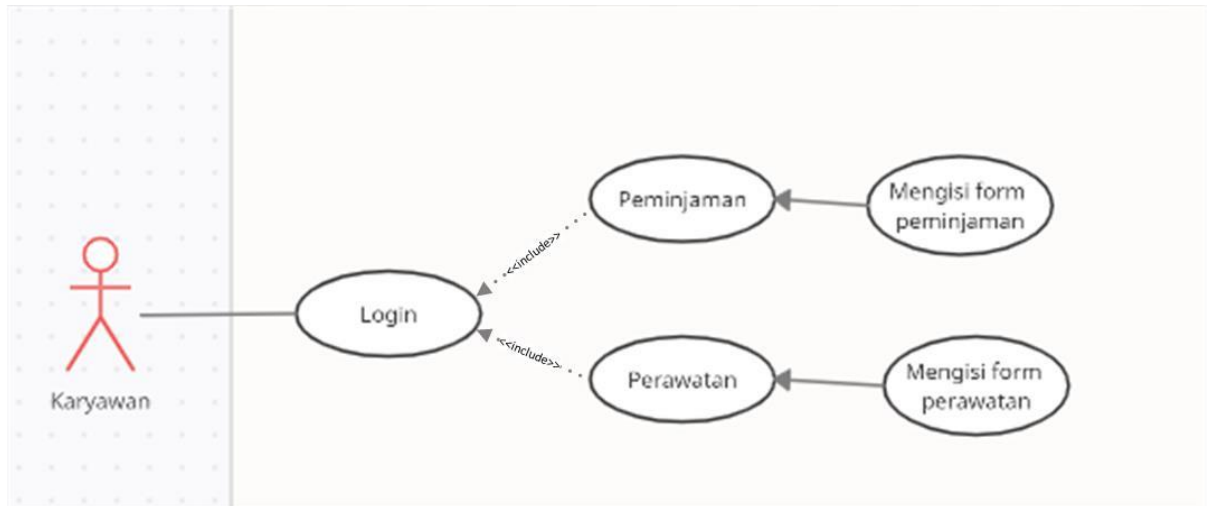 Karyawan
Login
<<include>>
<<include>>
Peminjaman
Perawatan
Mengisi form
peminjaman
Mengisi form
perawatan